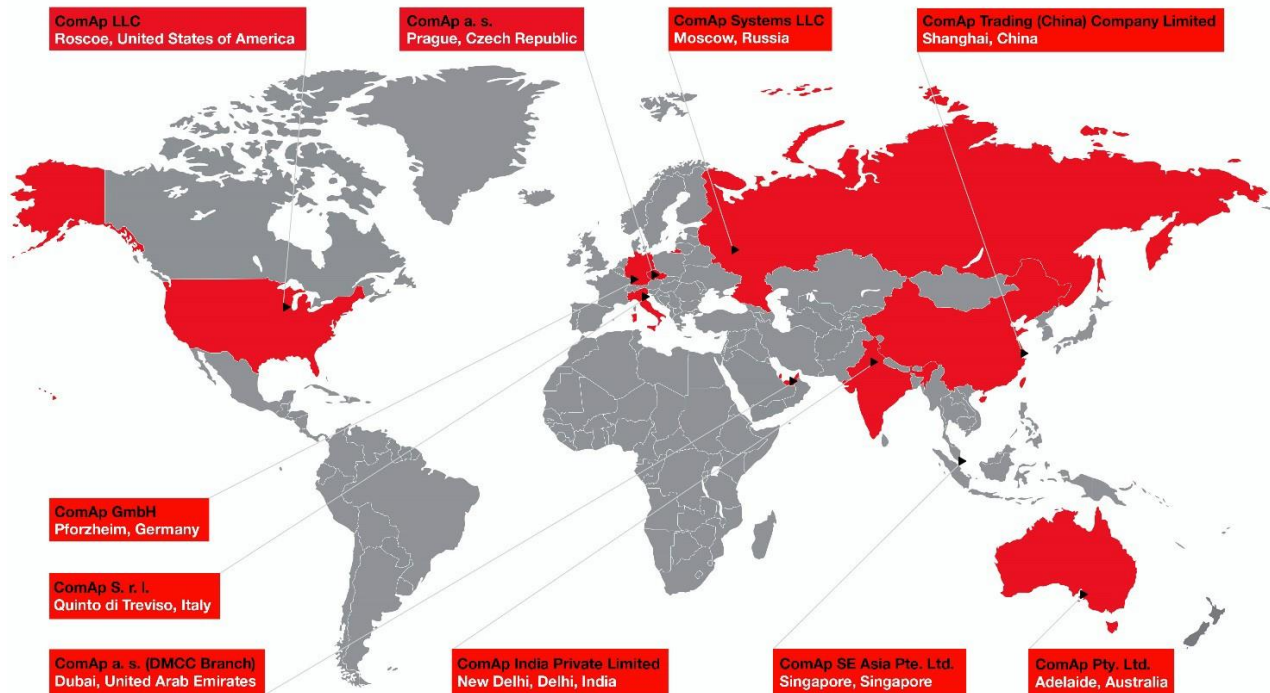 ComAp LLC
Roscoe, United States of America
ComAp a. s.
Prague, Czech Republic
ComAp Systems LLC
Moscow, Russia
ComAp Trading (China) Company Limited
Shanghai, China
ComAp GmbH
Pforzheim, Germany
ComAp S. r. l.
Quinto di Treviso, Italy
ComAp a. s. (DMCC Branch)
Dubai, United Arab Emirates
ComAp India Private Limited
New Delhi, Delhi, India
ComAp SE Asia Pte. Ltd.
Singapore, Singapore
ComAp Pty. Ltd.
Adelaide, Australia